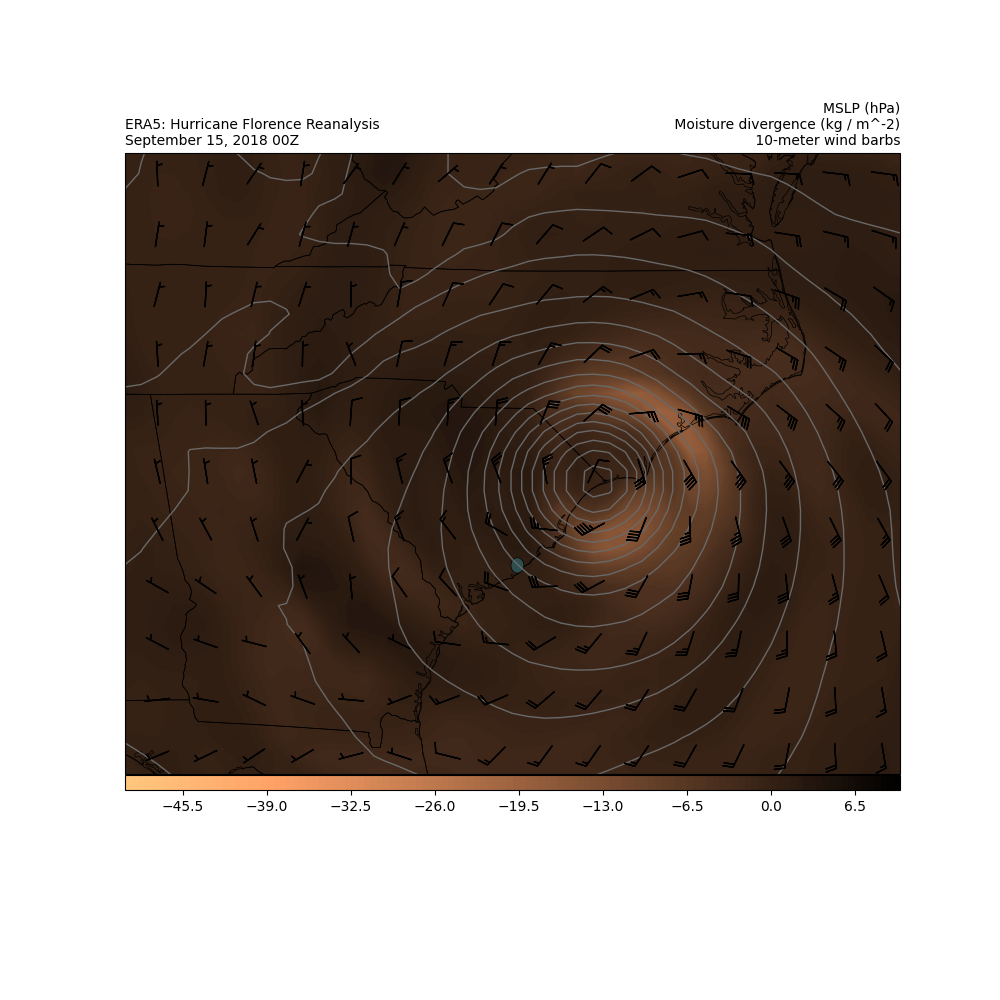 MSLP (hPa)
ERA5: Hurricane Florence Reanalysis
Moisture divergence (kg / m^-2)
September 15, 2018 00Z
10-meter wind barbs
−45.5 −39.0 −32.5 −26.0 −19.5 −13.0 −6.5 0.0 6.5